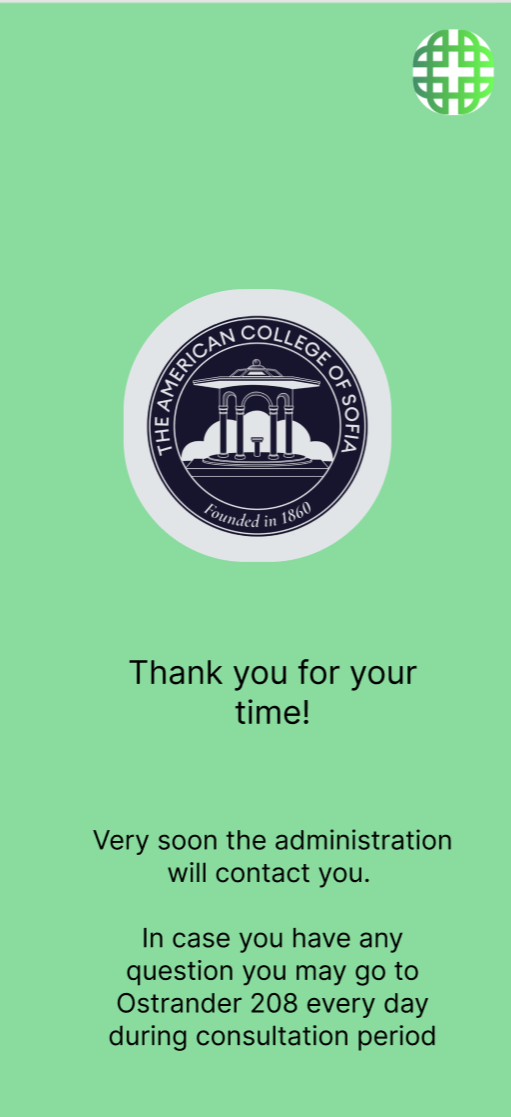 THE AMERICAN COLLEGE OF SOFIA
Founded in 1860
Thank you for your
time!
Very soon the administration
will contact you.
In case you have any
question you may go to
Ostrander 208 every day
during consultation period